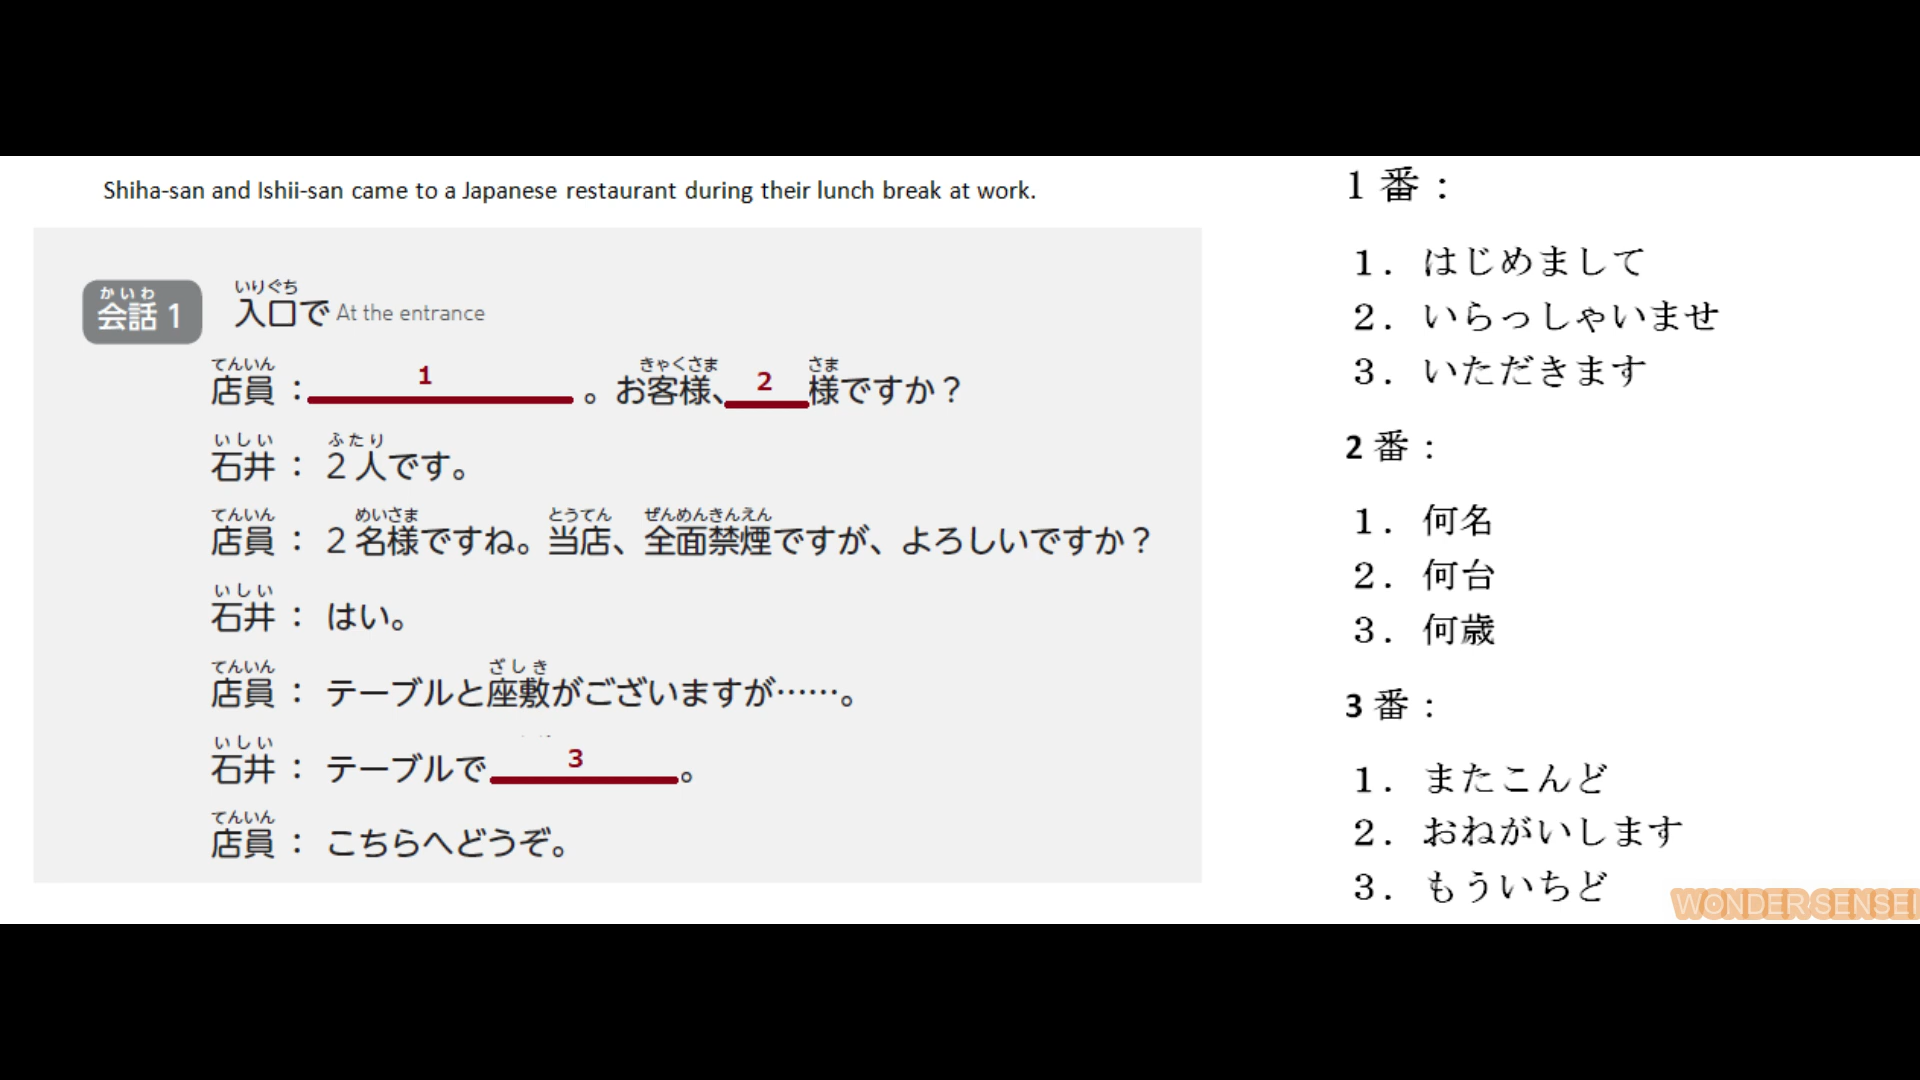 Shiha-san and Ishii-san came to a Japanese restaurant during their lunch break at work.
かいわ
会話 1
いりぐち
入口で At the entrance
てんいん きゃくさま さま
店員：1。お客様、2様ですか？
いしい ふたり
石井：２人です。
てんいん めいさま とうてん ぜんめんきんえん
店員：２名様ですね。当店、全面禁煙ですが、よろしいですか？
いしい
石井：はい。
てんいん ざしき
店員：テーブルと座敷がございますが……。
いしい
石井：テーブルで3。
てんいん
店員：こちらへどうぞ。
1 番：
１．はじめまして
２．いらっしゃいませ
３．いただきます
2 番：
１．何名
２．何台
３．何歳
3 番：
１．またこんど
２．おねがいします
３．もういちど
WONDER SENSEI